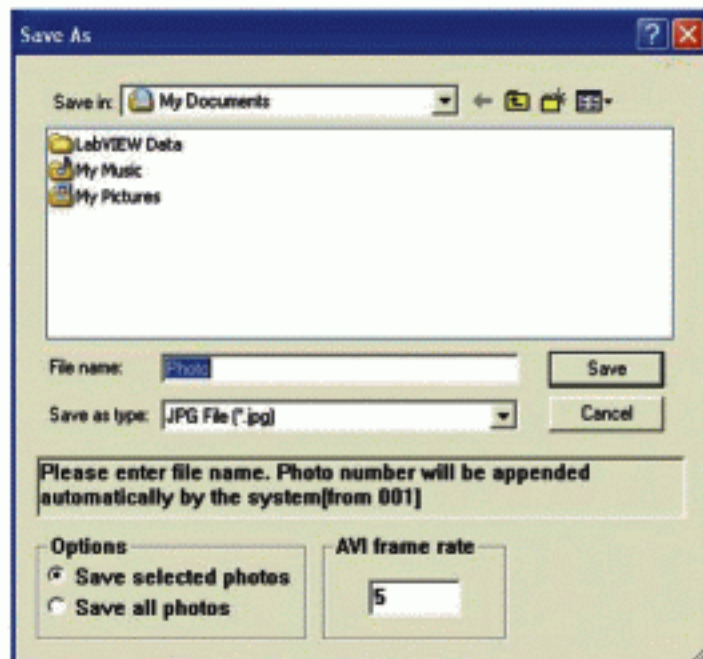 Save As
Save in: My Documents
LabVIEW Data
My Music
My Pictures
File name: Photo Save
Save as type: JPG File (*.jpg) Cancel
Please enter file name. Photo number will be appended
automatically by the system[from 001]
Options
Save selected photos
Save all photos
AVI frame rate
5